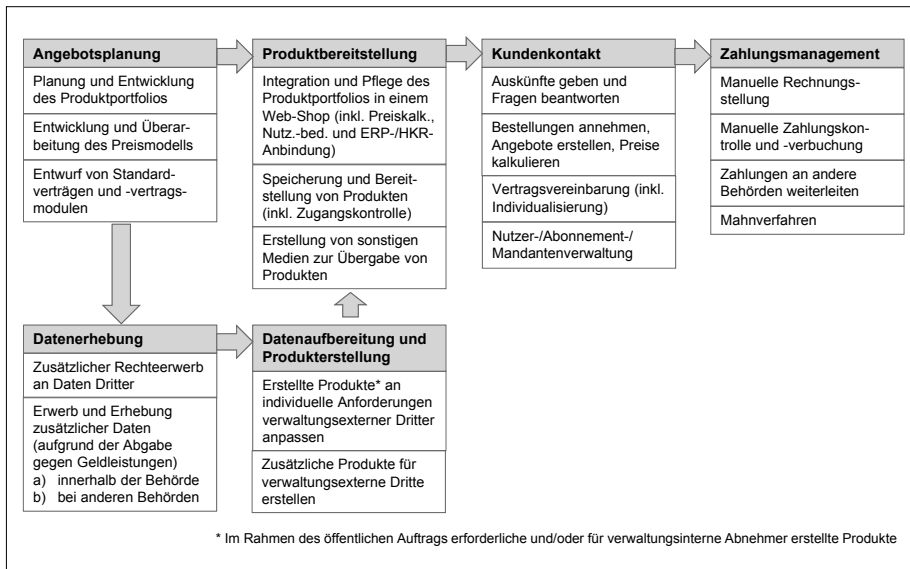 Angebotsplanung
Planung und Entwicklung
des Produktportfolios
Entwicklung und Überar-
beitung des Preismodells
Entwurf von Standard-
verträgen und -vertrags-
modulen
Produktbereitstellung
Integration und Pflege des
Produktportfolios in einem
Web-Shop (inkl. Preiskalk.,
Nutz.-bed. und ERP-/HKR-
Anbindung)
Speicherung und Bereit-
stellung von Produkten
(inkl. Zugangskontrolle)
Erstellung von sonstigen
Medien zur Übergabe von
Produkten
Kundenkontakt
Auskünfte geben und
Fragen beantworten
Bestellungen annehmen,
Angebote erstellen, Preise
kalkulieren
Vertragsvereinbarung (inkl.
Individualisierung)
Nutzer-/Abonnement-/
Mandantenverwaltung
Zahlungsmanagement
Manuelle Rechnungs-
stellung
Manuelle Zahlungskon-
trolle und -verbuchung
Zahlungen an andere
Behörden weiterleiten
Mahnverfahren
Datenerhebung
Zusätzlicher Rechteerwerb
an Daten Dritter
Erwerb und Erhebung
zusätzlicher Daten
(aufgrund der Abgabe
gegen Geldleistungen)
a) innerhalb der Behörde
b) bei anderen Behörden
Datenaufbereitung und
Produkterstellung
Erstellte Produkte* an
individuelle Anforderungen
verwaltungsexterner Dritter
anpassen
Zusätzliche Produkte für
verwaltungsexterne Dritte
erstellen
* Im Rahmen des öffentlichen Auftrags erforderliche und/oder für verwaltungsinterne Abnehmer erstellte Produkte